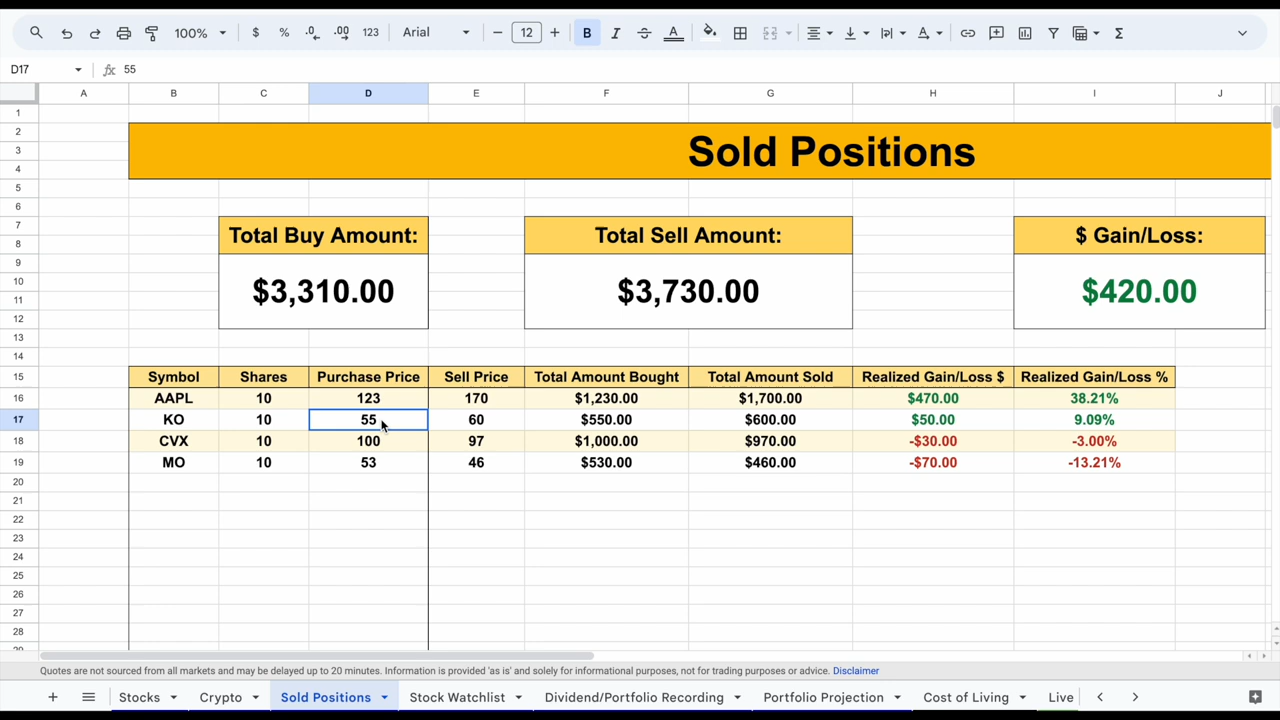 100% $ % .0 .00 123 Arial − 12 + B I S A
D17 fx 55
A B C D E F G H I J
1
2
3 Sold Positions
4
5
6
7 Total Buy Amount: Total Sell Amount: $ Gain/Loss:
8
9
10 $3,310.00 $3,730.00 $420.00
11
12
13
14
15 Symbol Shares Purchase Price Sell Price Total Amount Bought Total Amount Sold Realized Gain/Loss $ Realized Gain/Loss %
16 AAPL 10 123 170 $1,230.00 $1,700.00 $470.00 38.21%
17 KO 10 55 60 $550.00 $600.00 $50.00 9.09%
18 CVX 10 100 97 $1,000.00 $970.00 -$30.00 -3.00%
19 MO 10 53 46 $530.00 $460.00 -$70.00 -13.21%
20
21
22
23
24
25
26
27
28
Quotes are not sourced from all markets and may be delayed up to 20 minutes. Information is provided 'as is' and solely for informational purposes, not for trading purposes or advice. Disclaimer
Stocks Crypto Sold Positions Stock Watchlist Dividend/Portfolio Recording Portfolio Projection Cost of Living Live